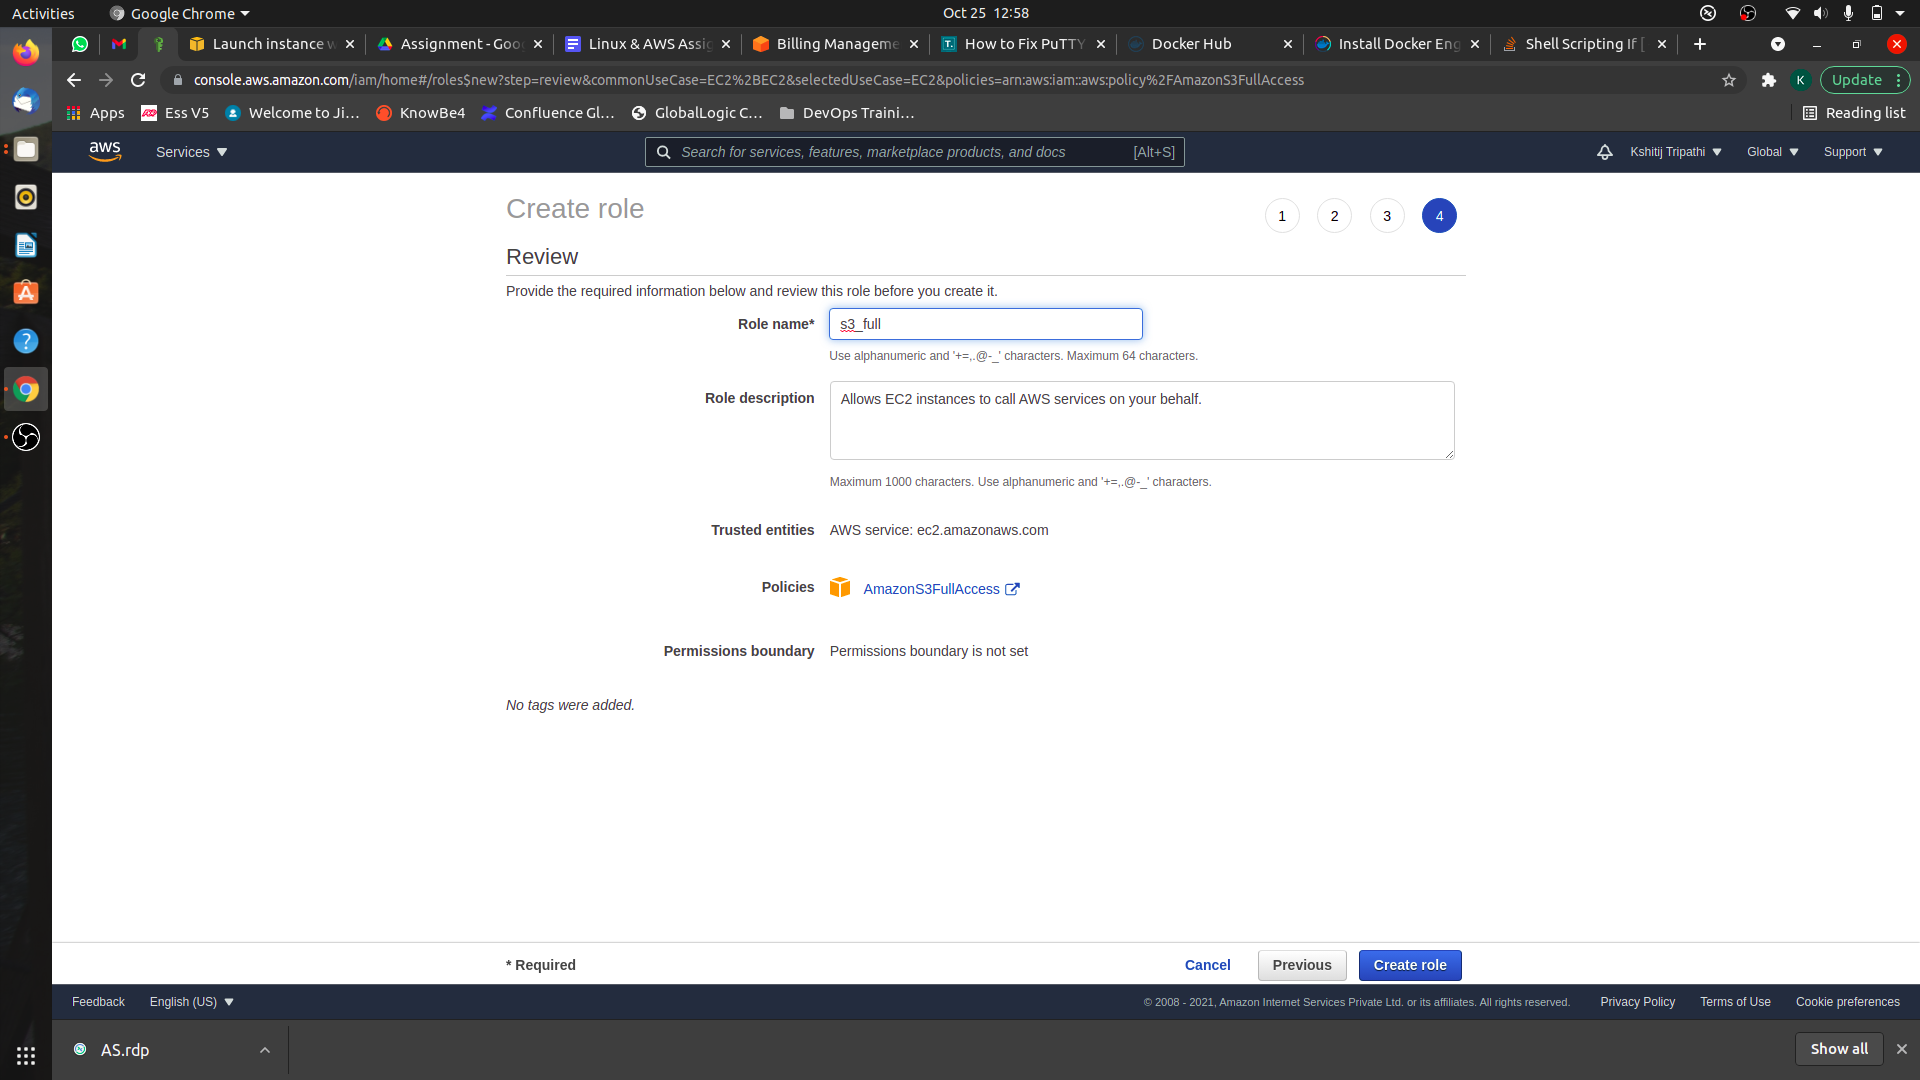 Activities
Google Chrome
Oct 25 12:58
Launch instance w
Assignment - Goo
Linux & AWS Assig
Billing Manageme
How to Fix PuTTY
Docker Hub
Install Docker Eng
Shell Scripting If [
console.aws.amazon.com/iam/home#/roles$new?step=review&commonUseCase=EC2%2BEC2&selectedUseCase=EC2&policies=arn:aws:iam::aws:policy%2FAmazonS3FullAccess
K
Update
Apps
Ess V5
Welcome to Ji...
KnowBe4
Confluence Gl...
GlobalLogic C...
DevOps Traini...
Reading list
aws
Services
Search for services, features, marketplace products, and docs
[Alt+S]
Kshitij Tripathi
Global
Support
Create role
1
2
3
4
Review
Provide the required information below and review this role before you create it.
Role name*
s3_full
Use alphanumeric and '+=,.@-_' characters. Maximum 64 characters.
Role description
Allows EC2 instances to call AWS services on your behalf.
Maximum 1000 characters. Use alphanumeric and '+=,.@-_' characters.
Trusted entities
AWS service: ec2.amazonaws.com
Policies
AmazonS3FullAccess
Permissions boundary
Permissions boundary is not set
No tags were added.
* Required
Cancel
Previous
Create role
Feedback
English (US)
© 2008 - 2021, Amazon Internet Services Private Ltd. or its affiliates. All rights reserved.
Privacy Policy
Terms of Use
Cookie preferences
AS.rdp
Show all